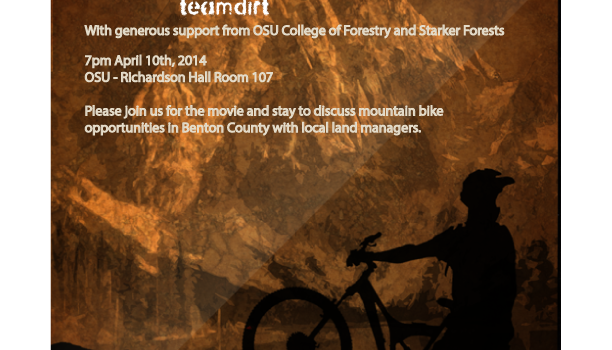 teamdirt
With generous support from OSU College of Forestry and Starker Forests
7pm April 10th, 2014
OSU - Richardson Hall Room 107
Please join us for the movie and stay to discuss mountain bike
opportunities in Benton County with local land managers.